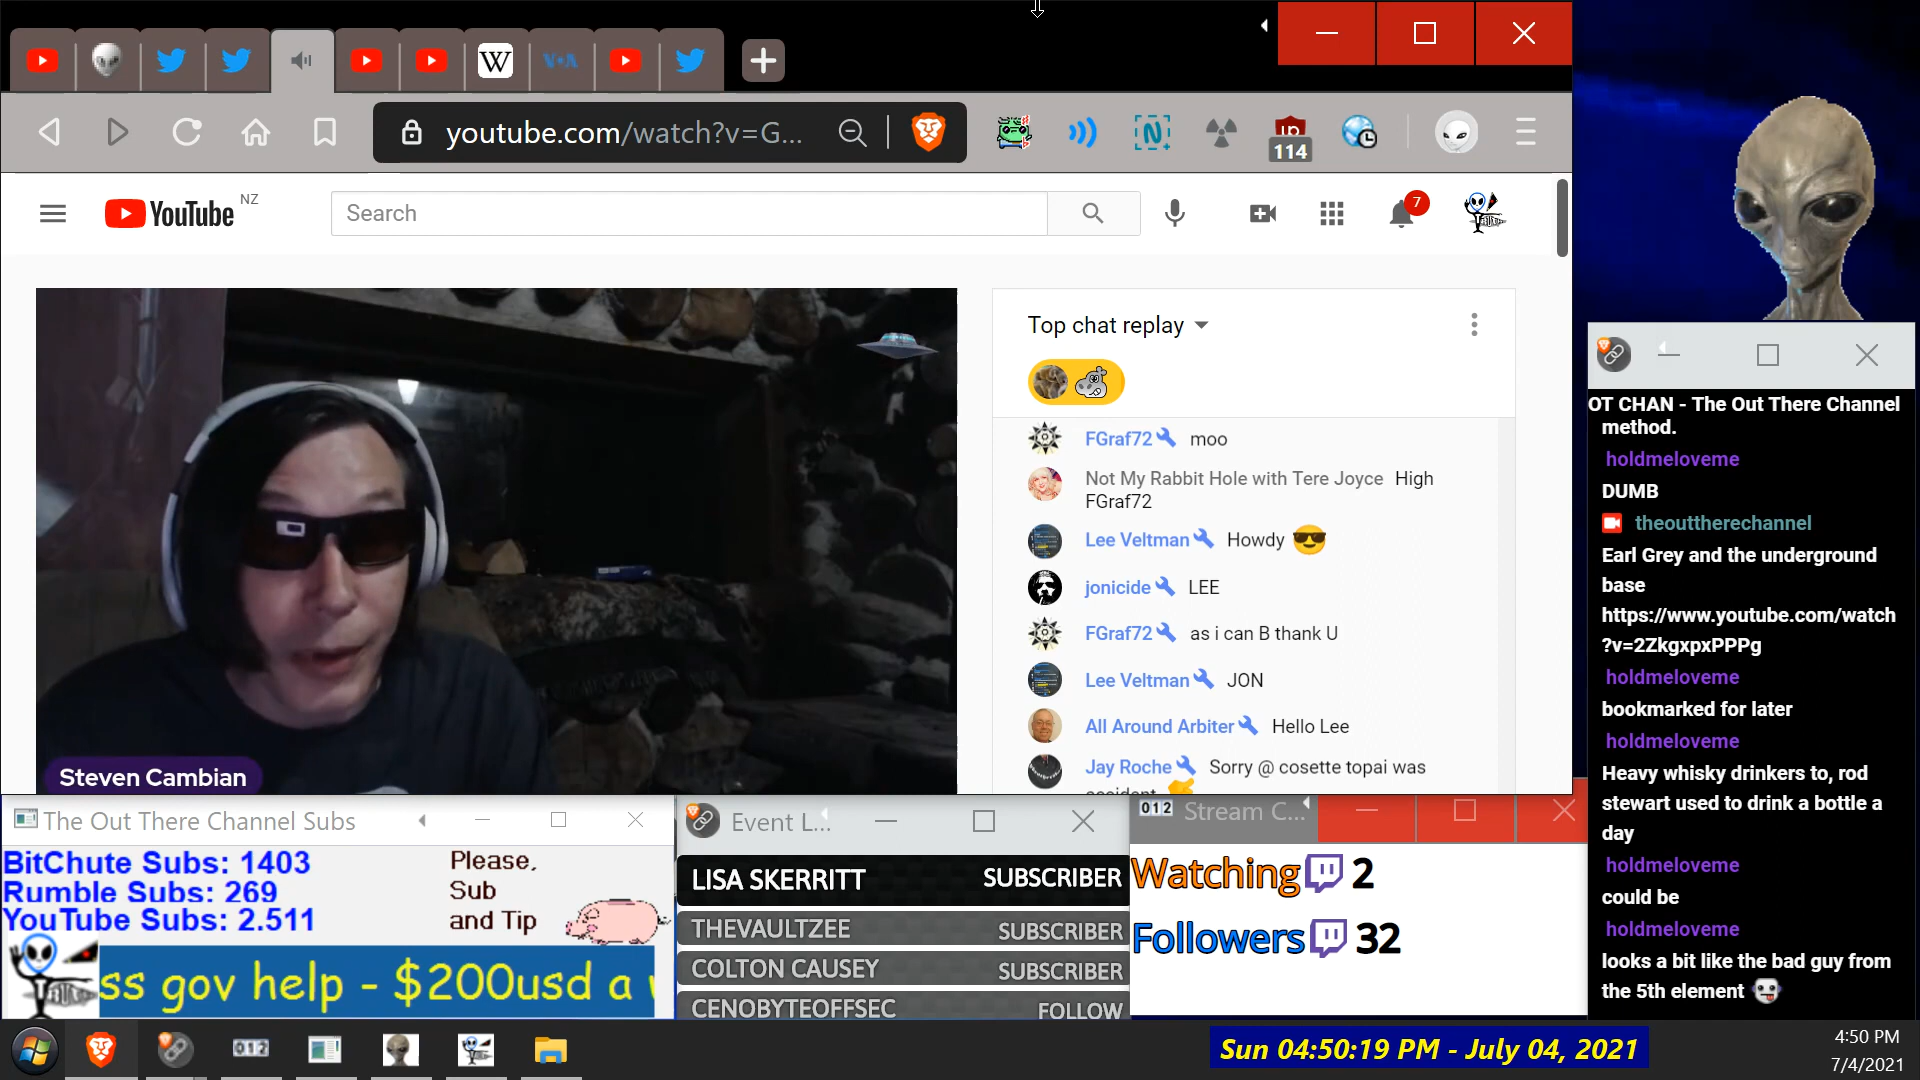 VOA
youtube.com/watch?v=G...
114
YouTube NZ
Search
7
Top chat replay
FGraf72 moo
Not My Rabbit Hole with Tere Joyce High
FGraf72
Lee Veltman Howdy
jonicide LEE
FGraf72 as i can B thank U
Lee Veltman JON
All Around Arbiter Hello Lee
Jay Roche Sorry @ cosette topai was
accident
Steven Cambian
OT CHAN - The Out There Channel
method.
holdmeloveme
DUMB
theouttherechannel
Earl Grey and the underground
base
https://www.youtube.com/watch
?v=2ZkgxpxPPPg
holdmeloveme
bookmarked for later
holdmeloveme
Heavy whisky drinkers to, rod
stewart used to drink a bottle a
day
holdmeloveme
could be
holdmeloveme
looks a bit like the bad guy from
the 5th element
The Out There Channel Subs
BitChute Subs: 1403
Rumble Subs: 269
YouTube Subs: 2.511
Please,
Sub
and Tip
ss gov help - $200usd a
Event L...
LISA SKERRITT SUBSCRIBER
THEVAULTZEE SUBSCRIBER
COLTON CAUSEY SUBSCRIBER
CENOBYTEOFFSEC FOLLOW
012 Stream C...
Watching 2
Followers 32
012
Sun 04:50:19 PM - July 04, 2021
4:50 PM
7/4/2021